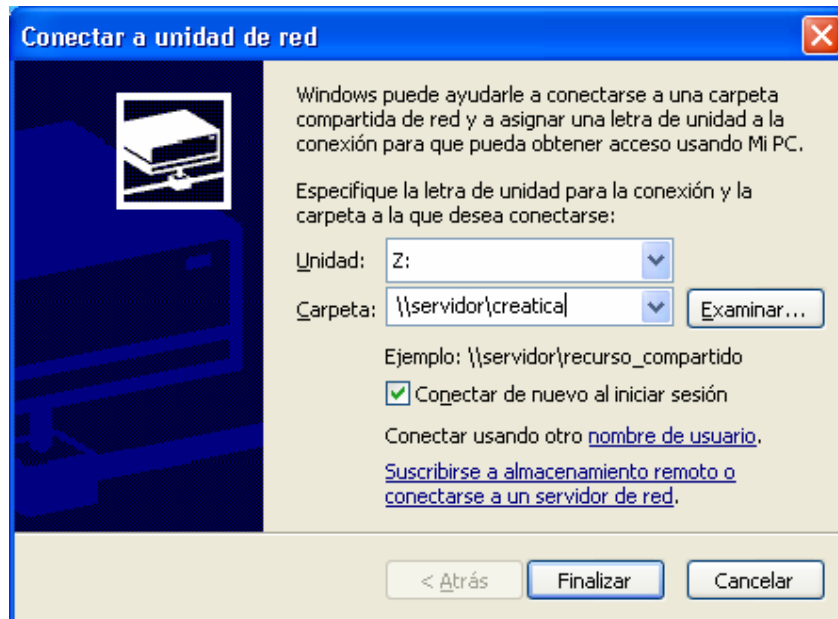 Conectar a unidad de red
Windows puede ayudarle a conectarse a una carpeta
compartida de red y a asignar una letra de unidad a la
conexión para que pueda obtener acceso usando Mi PC.
Especifique la letra de unidad para la conexión y la
carpeta a la que desea conectarse:
Unidad: Z:
Carpeta: \\servidor\creatica Examinar...
Ejemplo: \\servidor\recurso_compartido
Conectar de nuevo al iniciar sesión
Conectar usando otro nombre de usuario.
Suscribirse a almacenamiento remoto o
conectarse a un servidor de red.
< Atrás Finalizar Cancelar